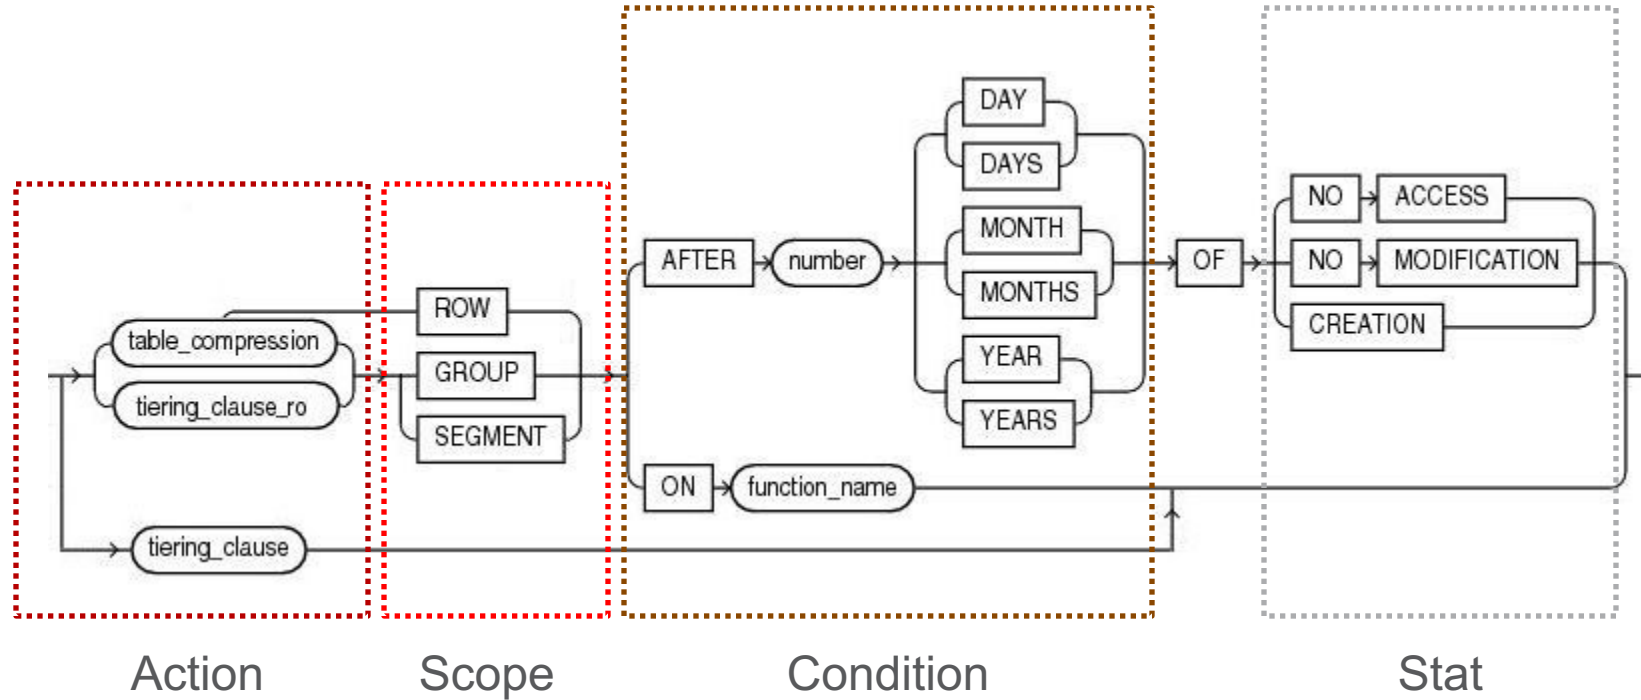 DAY
DAYS
NO ACCESS
MONTH
AFTER number OF NO MODIFICATION
MONTHS
ROW
CREATION
table_compression
YEAR
GROUP
tiering_clause_ro
YEARS
SEGMENT
ON function_name
tiering_clause
Action Scope Condition Stat